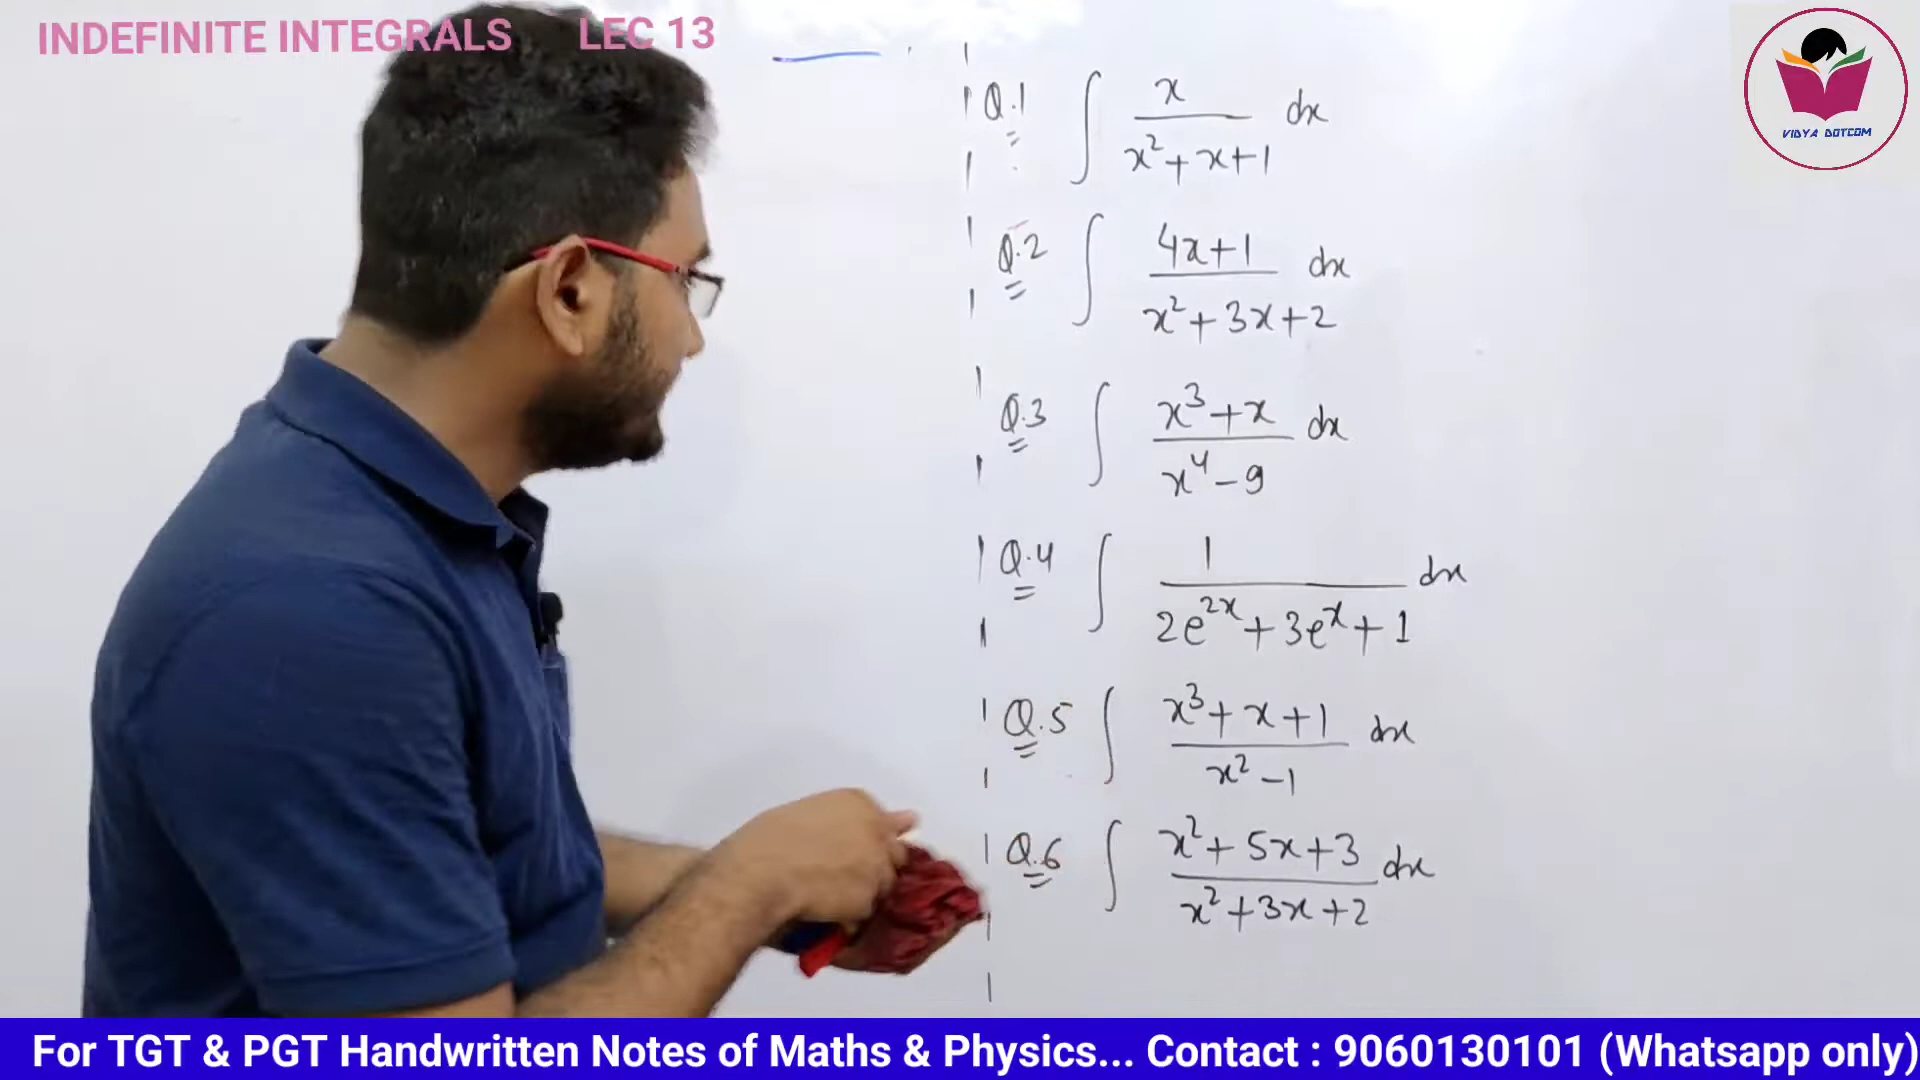 INDEFINITE INTEGRALS LEC 13
VIDYA DOTCOM
Q.1 ∫ x / (x² + x + 1) dx
Q.2 ∫ (4x + 1) / (x² + 3x + 2) dx
Q.3 ∫ (x³ + x) / (x⁴ - 9) dx
Q.4 ∫ 1 / (2e^{2x} + 3e^x + 1) dx
Q.5 ∫ (x³ + x + 1) / (x² - 1) dx
Q.6 ∫ (x² + 5x + 3) / (x² + 3x + 2) dx
For TGT & PGT Handwritten Notes of Maths & Physics... Contact : 9060130101 (Whatsapp only)